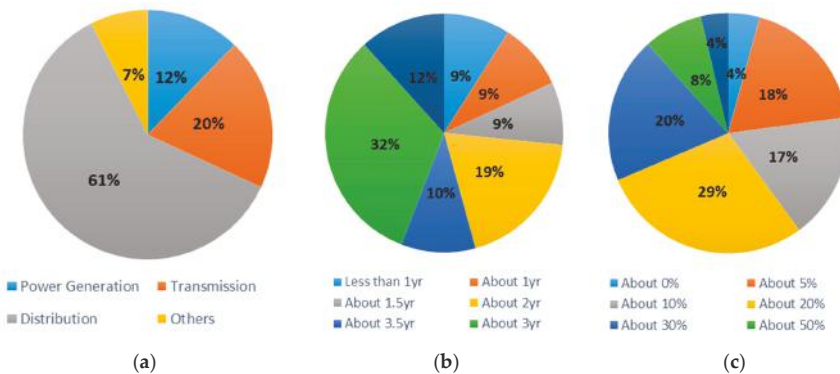 12%
20%
61%
7%
Power Generation Transmission
Distribution Others
(a)
9%
9%
9%
19%
10%
32%
12%
Less than 1yr About 1yr
About 1.5yr About 2yr
About 3.5yr About 3yr
(b)
4%
18%
17%
29%
20%
8%
4%
About 0% About 5%
About 10% About 20%
About 30% About 50%
(c)